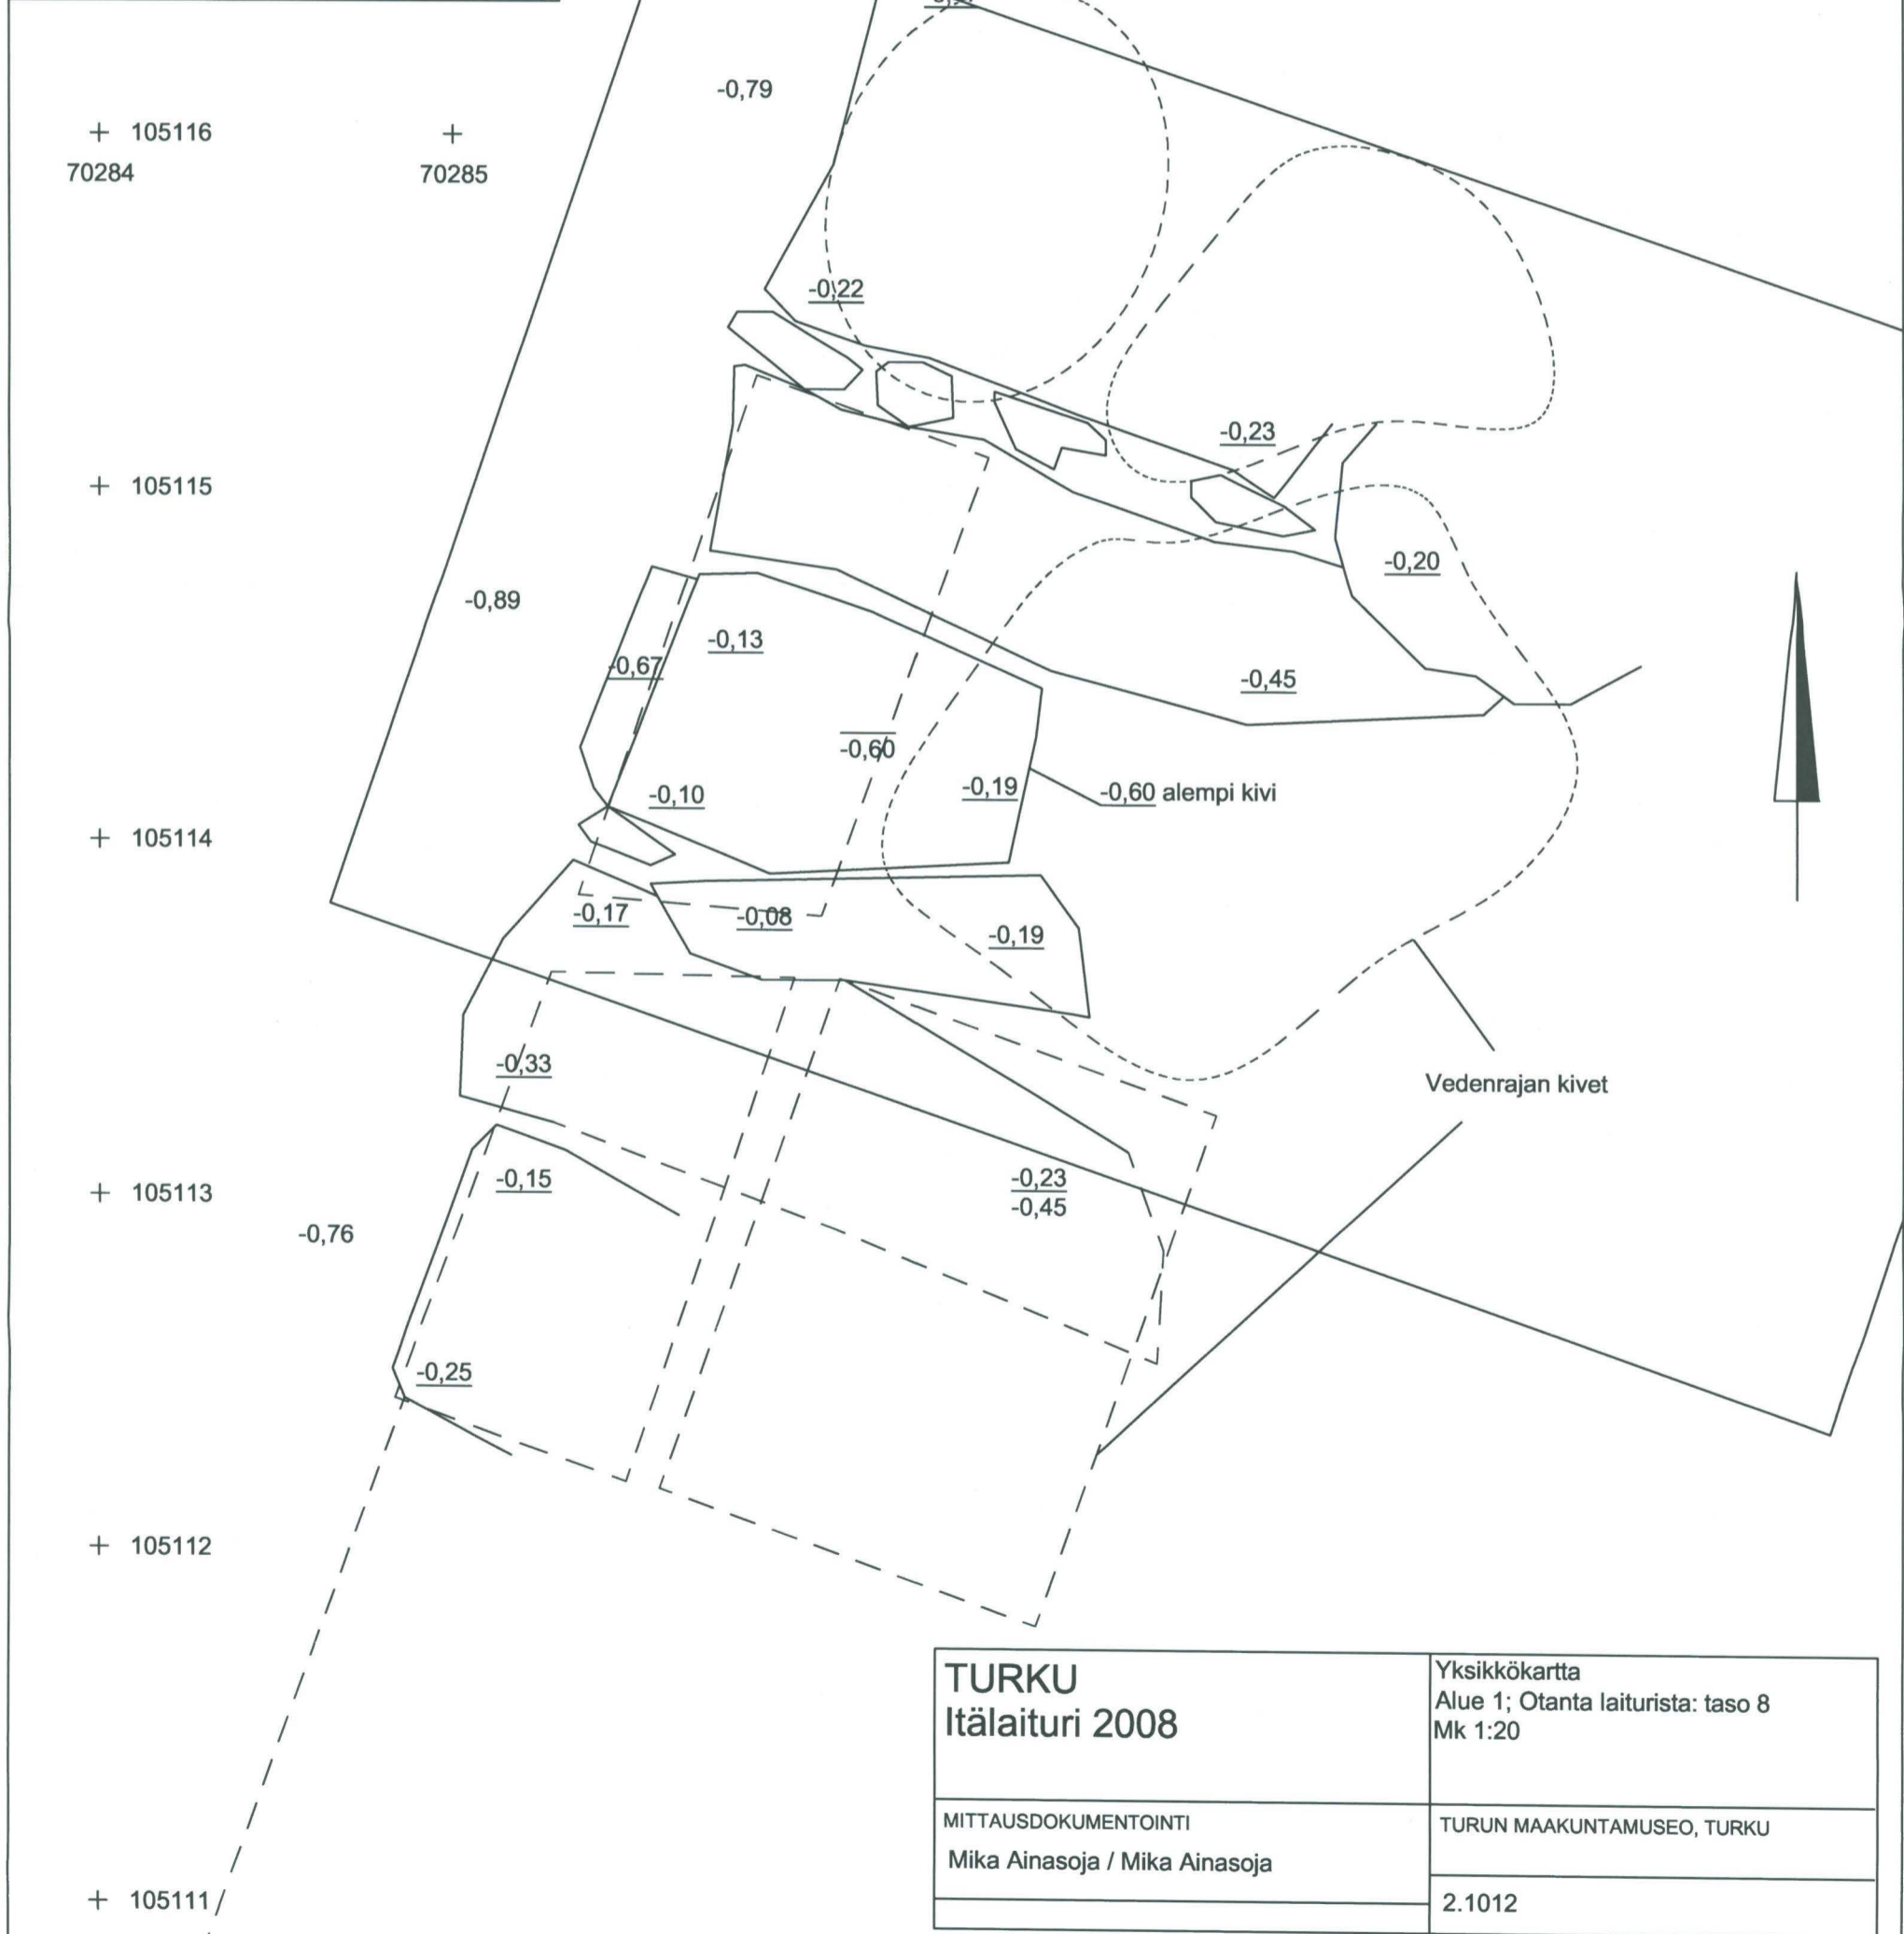 -0,79
105116
70284
70285
-0,22
-0,23
105115
-0,20
-0,89
-0,13
-0,67
-0,45
-0,60
-0,10
-0,19
-0,60 alempi kivi
105114
-0,17
-0,08
-0,19
-0,33
Vedenrajan kivet
-0,15
-0,23
-0,45
105113
-0,76
-0,25
105112
TURKU
Itälaituri 2008
Yksikkökartta
Alue 1; Otanta laiturista: taso 8
Mk 1:20
MITTAUSDOKUMENTOINTI
Mika Ainasoja / Mika Ainasoja
TURUN MAAKUNTAMUSEO, TURKU
2.1012
105111